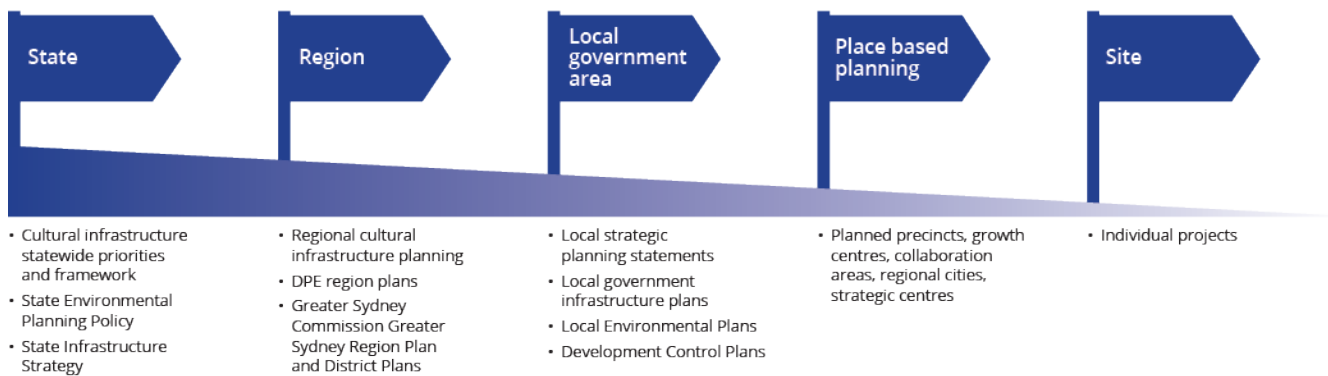 State
Region
Local
government
area
Place based
planning
Site
• Cultural infrastructure
statewide priorities
and framework
• State Environmental
Planning Policy
• State Infrastructure
Strategy
• Regional cultural
infrastructure planning
• DPE region plans
• Greater Sydney
Commission Greater
Sydney Region Plan
and District Plans
• Local strategic
planning statements
• Local government
infrastructure plans
• Local Environmental Plans
• Development Control Plans
• Planned precincts, growth
centres, collaboration
areas, regional cities,
strategic centres
• Individual projects